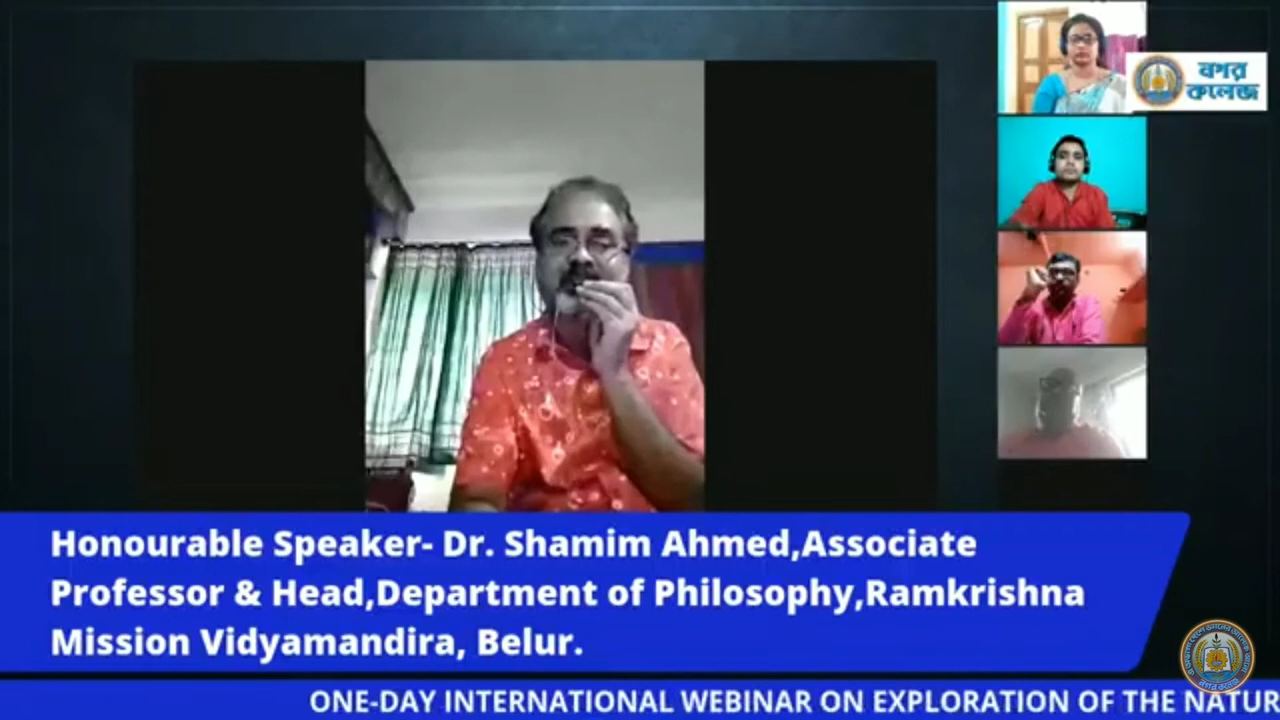 নগর
কলেজ
Honourable Speaker- Dr. Shamim Ahmed,Associate
Professor & Head,Department of Philosophy,Ramkrishna
Mission Vidyamandira, Belur.
ONE-DAY INTERNATIONAL WEBINAR ON EXPLORATION OF THE NATUR